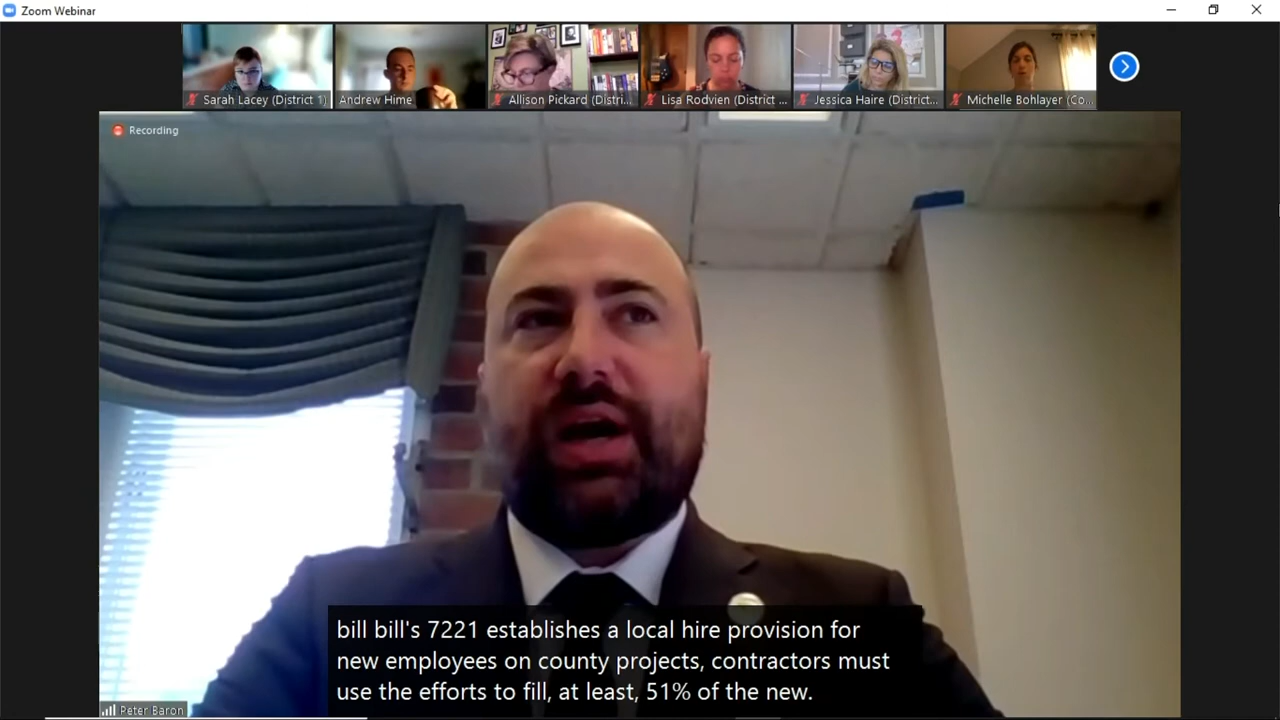 Zoom Webinar
Sarah Lacey (District 1)
Andrew Hime
Allison Pickard (Distri...
Lisa Rodvien (District ...
Jessica Haire (District...
Michelle Bohlayer (Co...
Recording
bill bill's 7221 establishes a local hire provision for
new employees on county projects, contractors must
use the efforts to fill, at least, 51% of the new.
Peter Baron